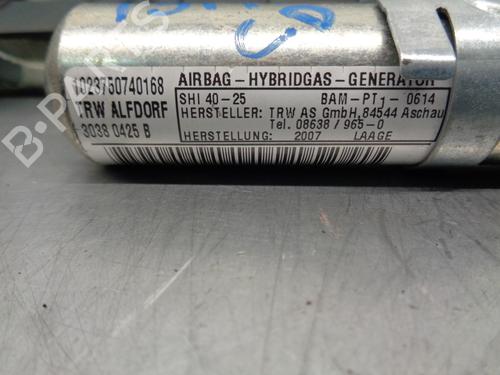 CD
1023750740168
TRW ALFDORF
3038 0425 B
AIRBAG-HYBRIDGAS-GENERATOR
SHI 40-25 BAM-PT1-0614
HERSTELLER: TRW AS GmbH, 84544 Aschau
Tel. 08638/965-0
HERSTELLUNG: 2007 LAAGE